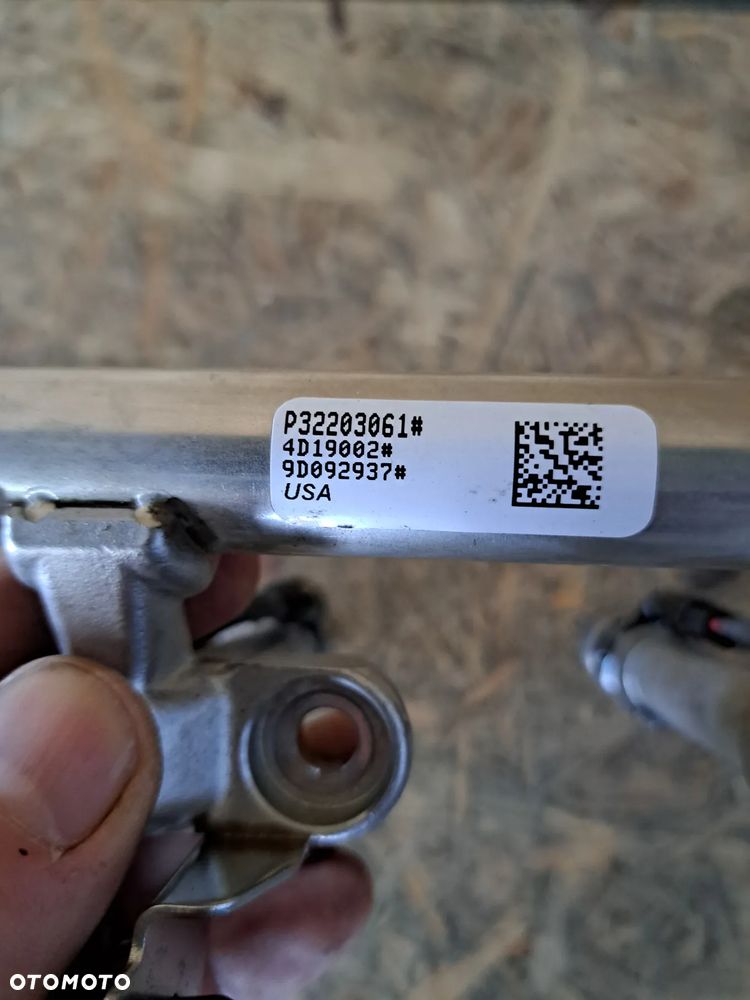 P32203061#
4D19002#
9D092937#
USA
OTOMOTO